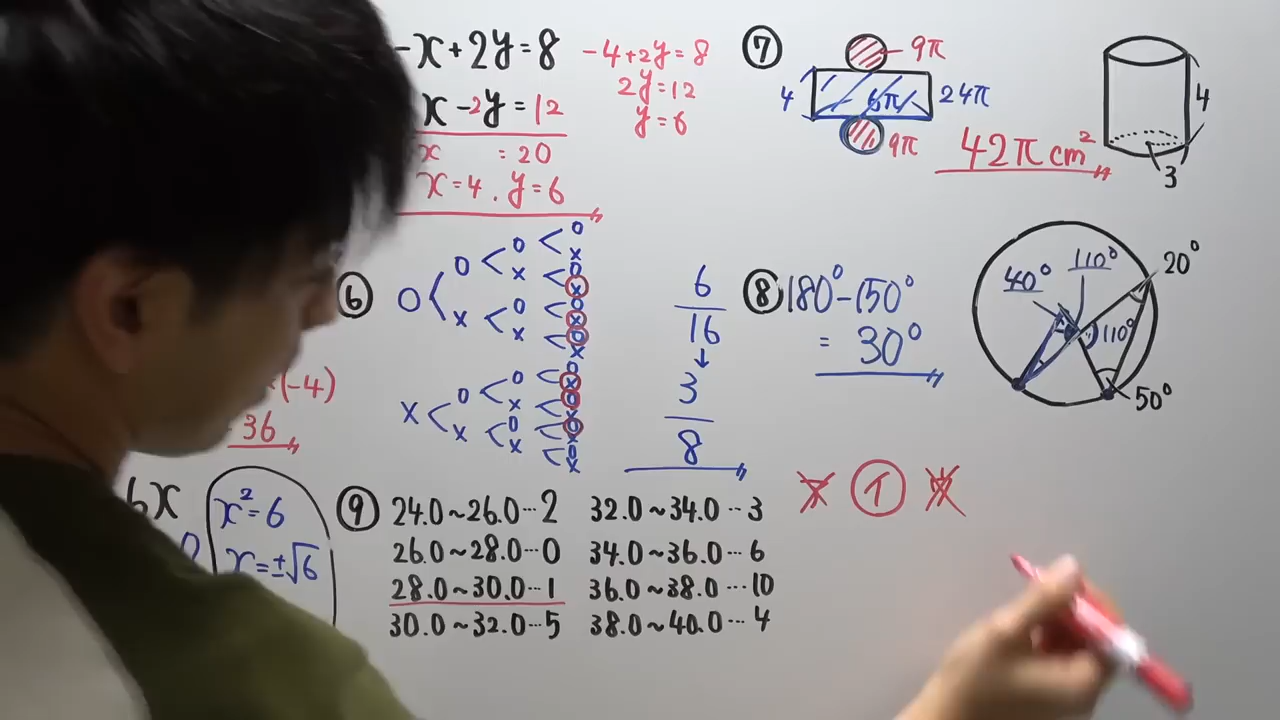 -x+2y=8
x-2y=12
x =20
x=4. y=6
-4+2y=8
2y=12
y=6
⑦
9π
4
6π
24π
9π
42π cm²
4
3
⑥
O
x
6
16
↓
3
8
⑧ 180°-150°
= 30°
40°
110°
20°
110°
50°
(-4)
36
6x
x²=6
x=±√6
⑨ 24.0~26.0…2 32.0~34.0…3
26.0~28.0…0 34.0~36.0…6
28.0~30.0…1 36.0~38.0…10
30.0~32.0…5 38.0~40.0…4
イ